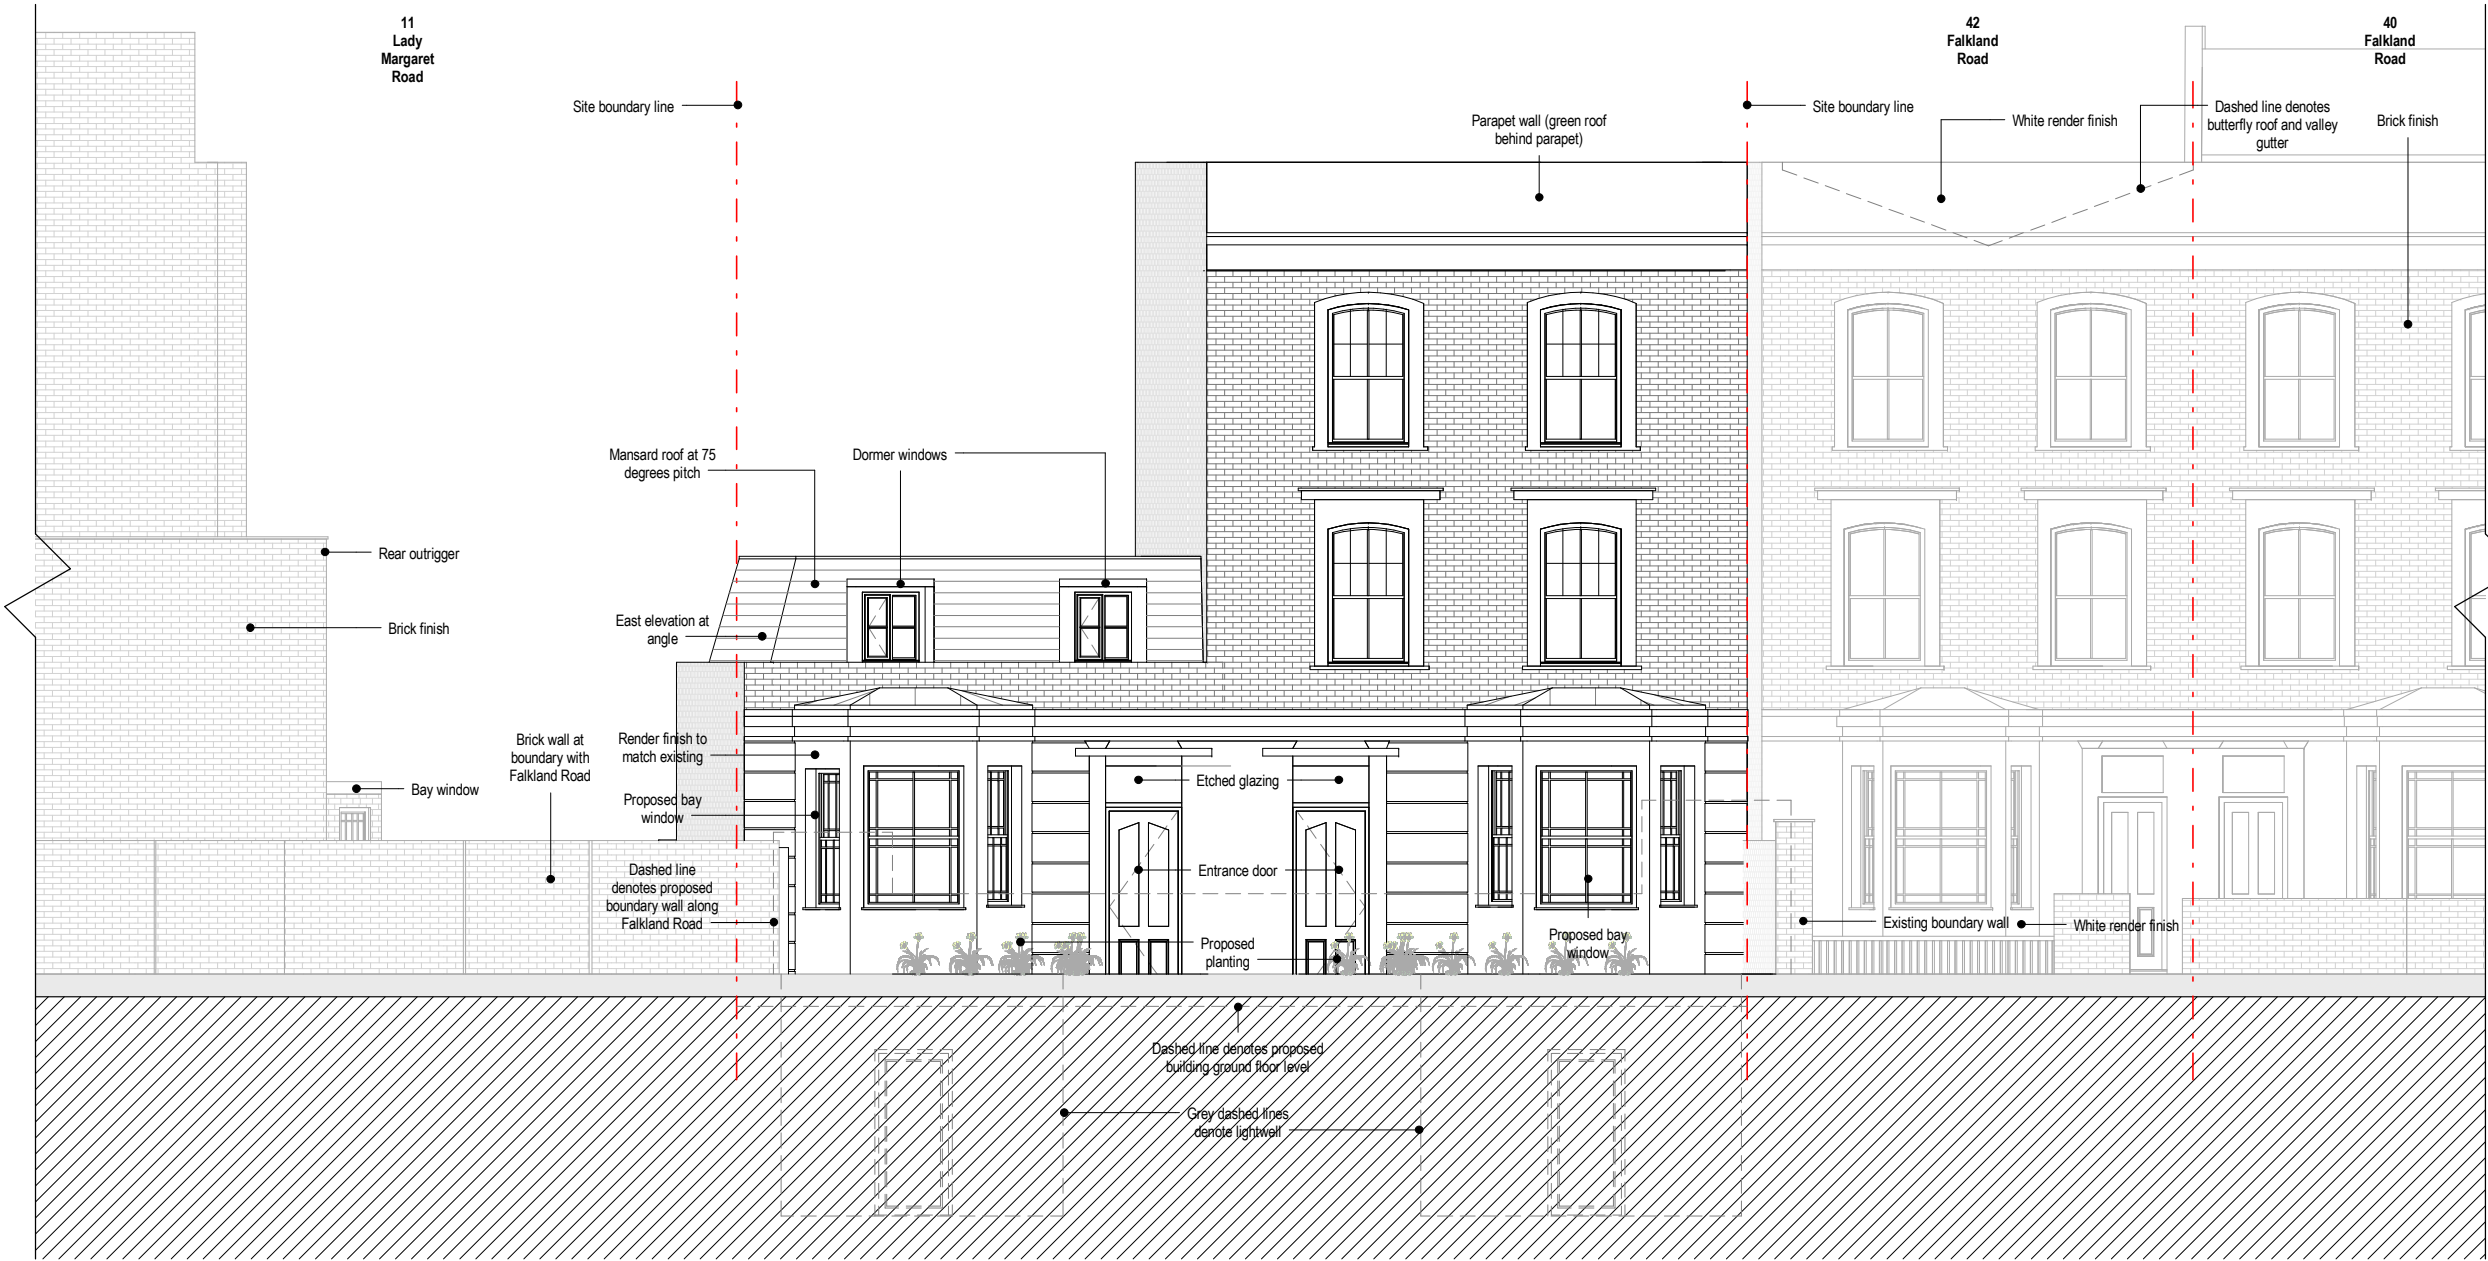 11
Lady
Margaret
Road
42
Falkland
Road
40
Falkland
Road
Site boundary line
Parapet wall (green roof
behind parapet)
Site boundary line
White render finish
Dashed line denotes
butterfly roof and valley
gutter
Brick finish
Mansard roof at 75
degrees pitch
Dormer windows
Rear outrigger
East elevation at
angle
Brick finish
Brick wall at
boundary with
Falkland Road
Render finish to
match existing
Bay window
Proposed bay
window
Etched glazing
Dashed line
denotes proposed
boundary wall along
Falkland Road
Entrance door
Proposed
planting
Proposed bay
window
Existing boundary wall
White render finish
Dashed line denotes proposed
building ground floor level
Grey dashed lines
denote lightwell